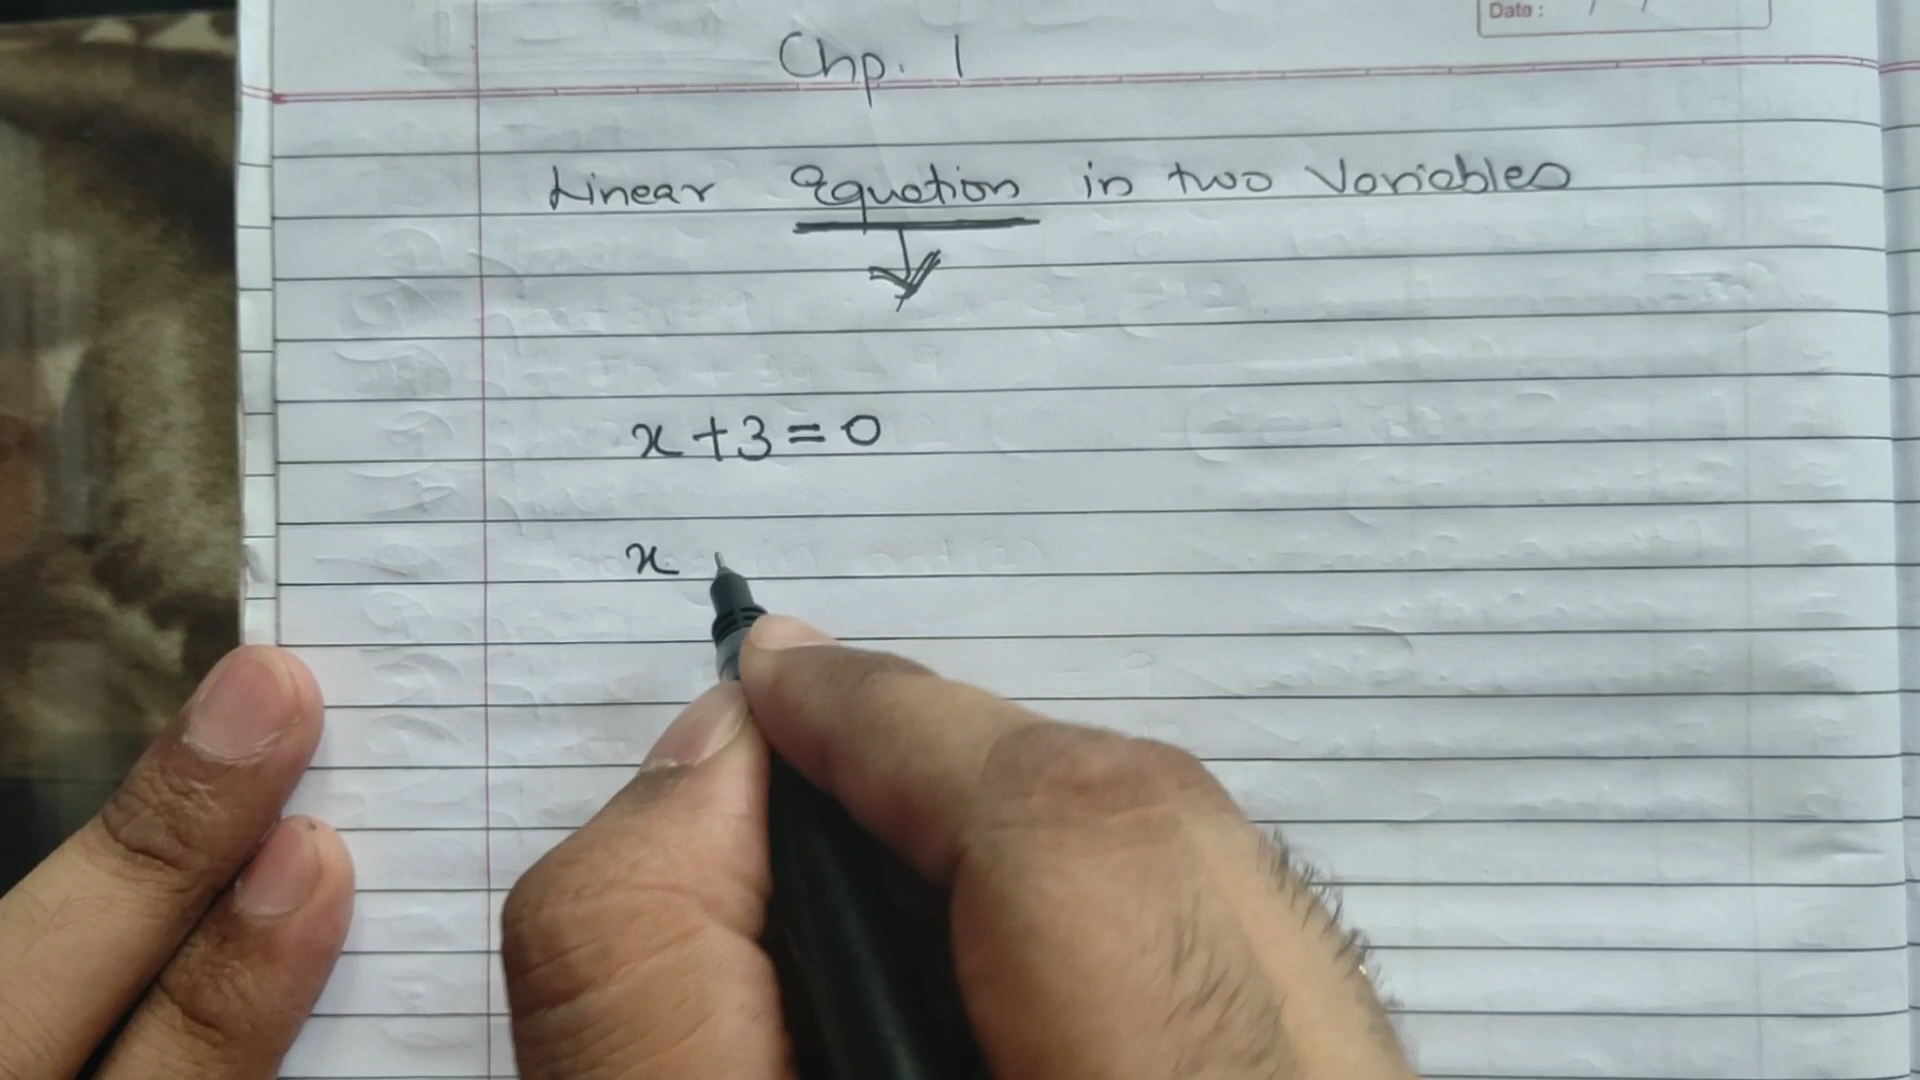 Date: / /
Chp. 1
Linear Equation in two Variables
x + 3 = 0
x